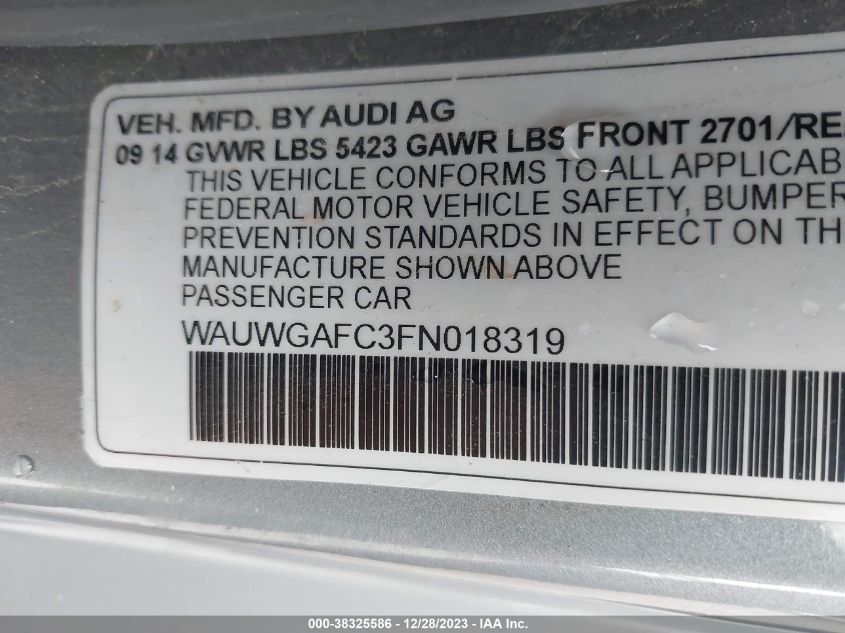 VEH. MFD. BY AUDI AG
09 14 GVWR LBS 5423 GAWR LBS FRONT 2701/RE
THIS VEHICLE CONFORMS TO ALL APPLICAB
FEDERAL MOTOR VEHICLE SAFETY, BUMPER
PREVENTION STANDARDS IN EFFECT ON TH
MANUFACTURE SHOWN ABOVE
PASSENGER CAR
WAUWGAFC3FN018319
000-38325586 - 12/28/2023 - IAA Inc.